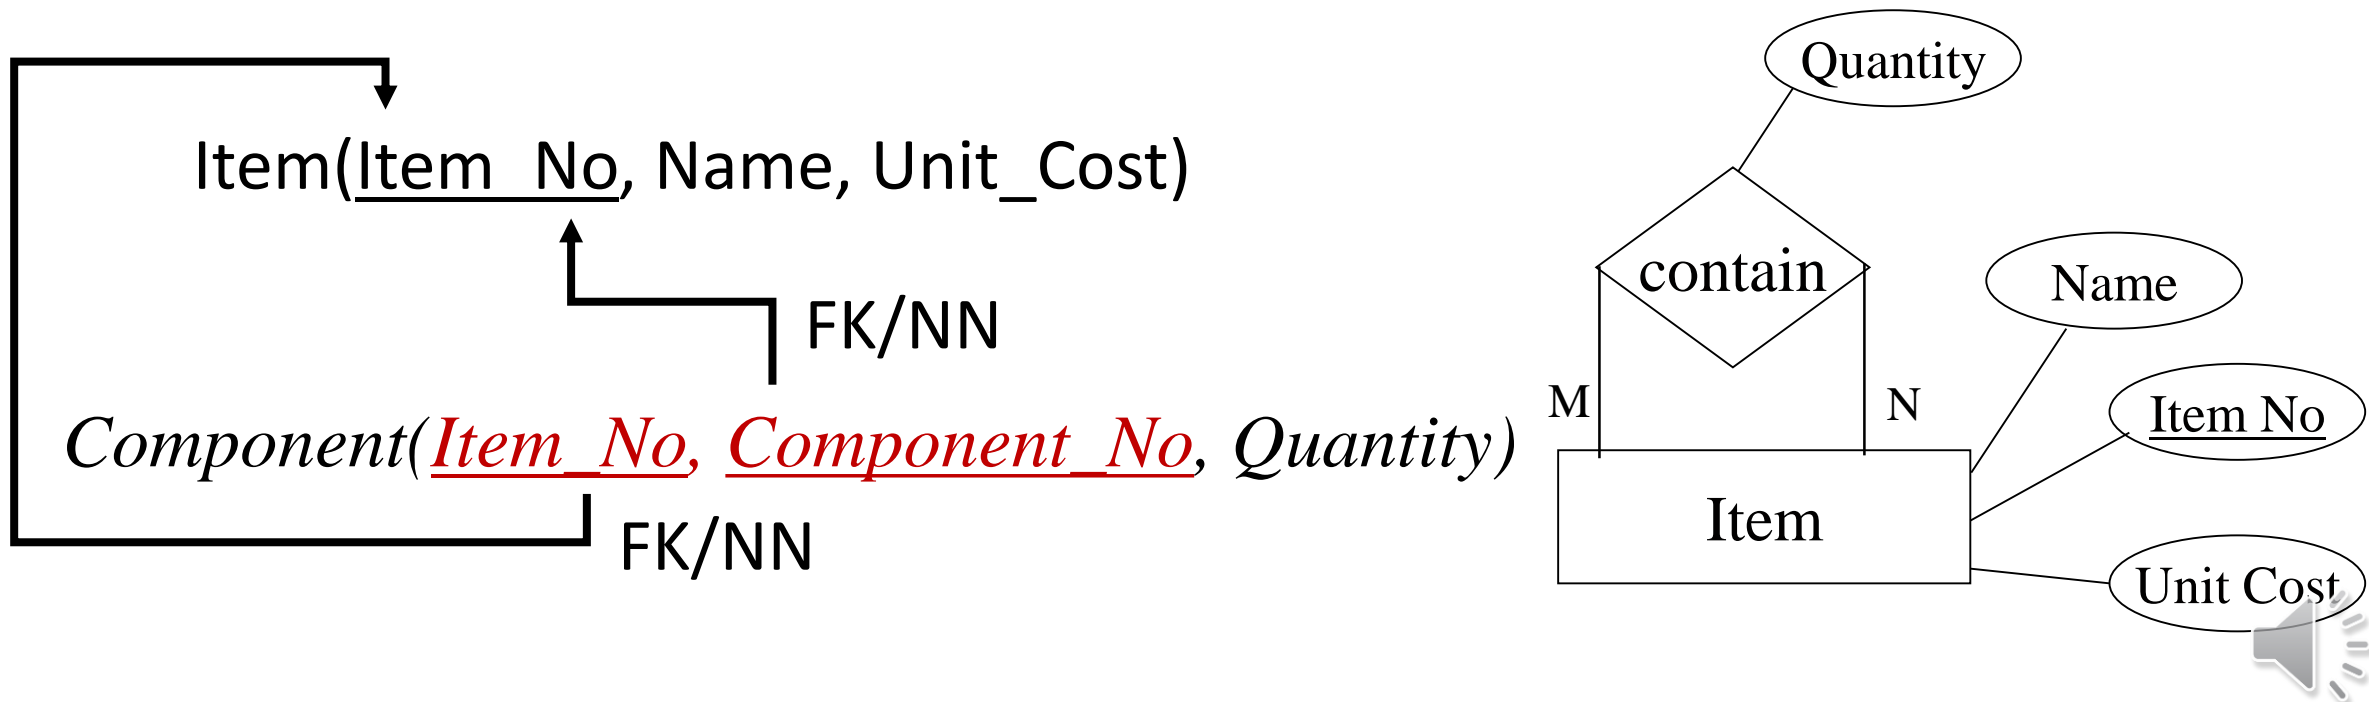 Item(Item_No, Name, Unit_Cost)
FK/NN
Component(Item_No, Component_No, Quantity)
FK/NN
Quantity
contain
Name
M
N
Item No
Item
Unit Cost